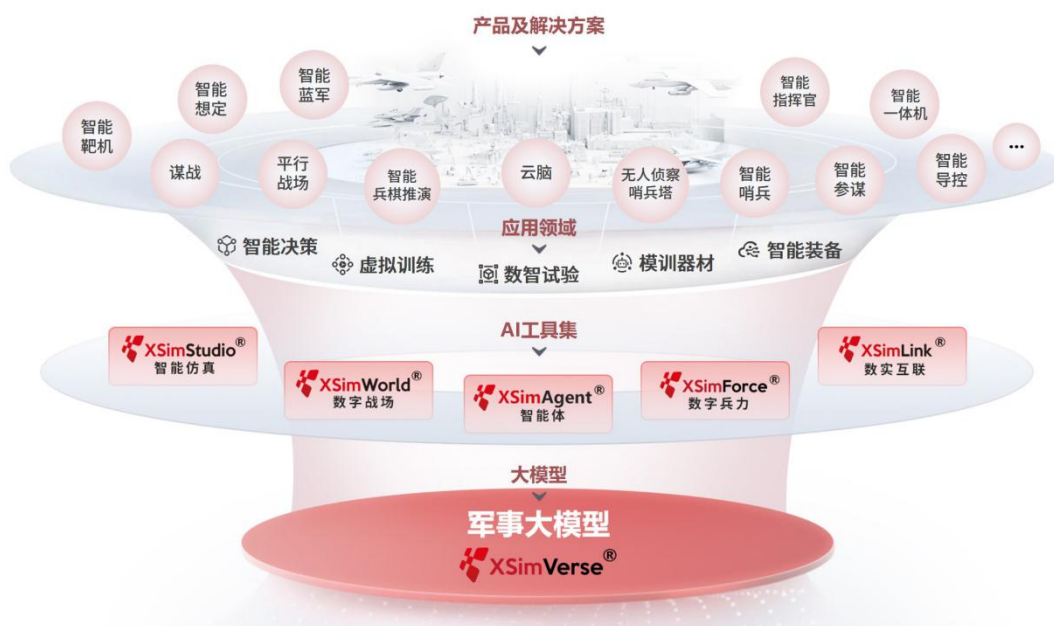 产品及解决方案
智能
靶机
智能
想定
智能
蓝军
智能
指挥官
智能
一体机
...
谋战
平行
战场
智能
兵棋推演
云脑
无人侦察
哨兵塔
智能
哨兵
智能
参谋
智能
导控
应用领域
智能决策
虚拟训练
数智试验
模训器材
智能装备
AI工具集
XSimStudio®
智能仿真
XSimWorld®
数字战场
XSimAgent®
智能体
XSimForce®
数字兵力
XSimLink®
数实互联
大模型
军事大模型
XSimVerse®